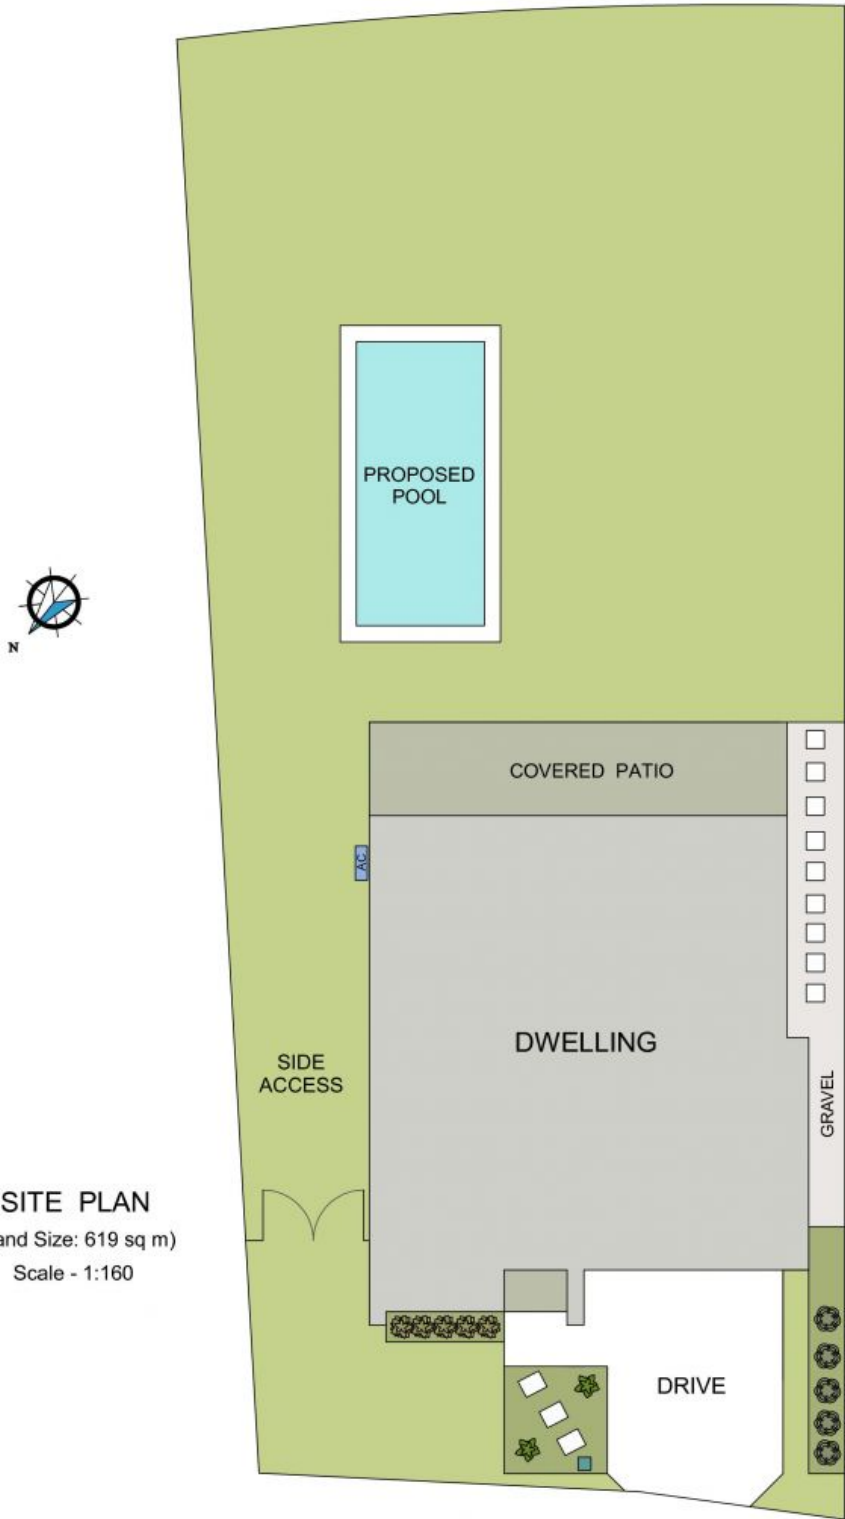 PROPOSED
POOL
N
COVERED PATIO
AC
DWELLING
SIDE
ACCESS
GRAVEL
SITE PLAN
and Size: 619 sq m)
Scale - 1:160
DRIVE